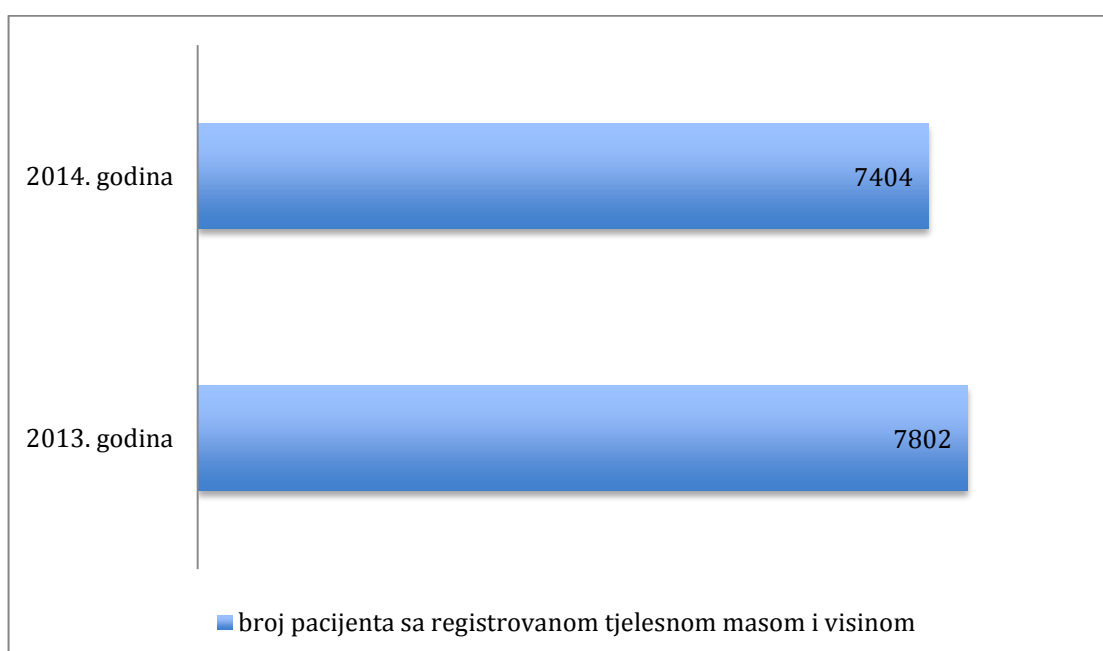 2014. godina
7404
2013. godina
7802
broj pacijenta sa registrovanom tjelesnom masom i visinom